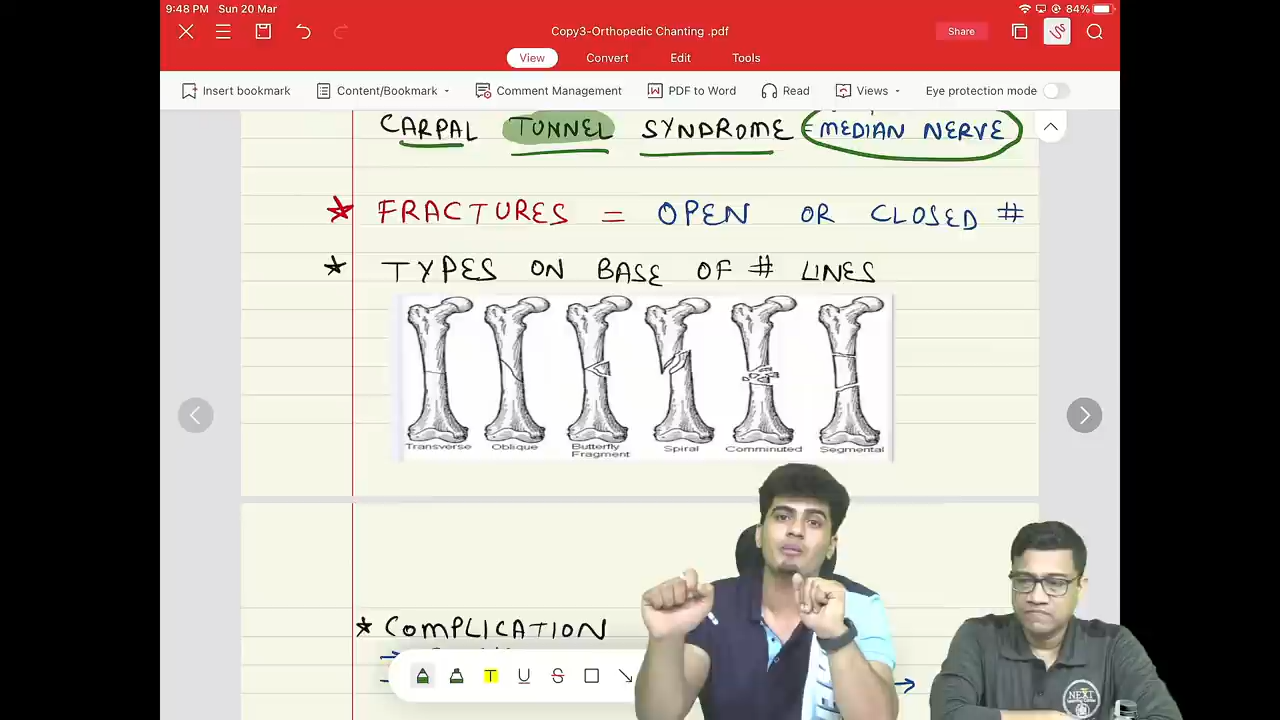 9:48 PM Sun 20 Mar 84%
Copy3-Orthopedic Chanting .pdf
Share
View Convert Edit Tools
Insert bookmark Content/Bookmark Comment Management PDF to Word Read Views Eye protection mode
CARPAL TUNNEL SYNDROME = MEDIAN NERVE
* FRACTURES = OPEN OR CLOSED #
* TYPES ON BASE OF # LINES
Transverse Oblique Butterfly Fragment Spiral Comminuted Segmental
* COMPLICATION
T U S
NEXT